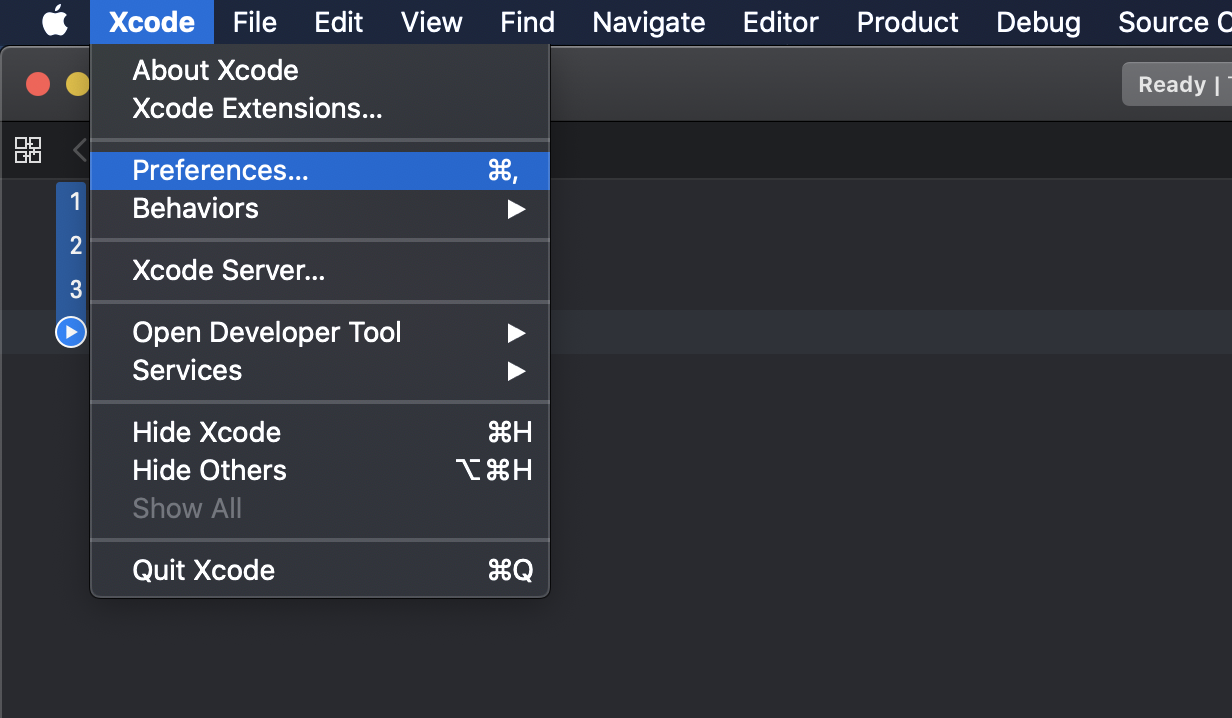 Xcode File Edit View Find Navigate Editor Product Debug Source
Ready |
About Xcode
Xcode Extensions...
Preferences... ⌘,
1
Behaviors
2
Xcode Server...
3
Open Developer Tool
Services
Hide Xcode ⌘H
Hide Others ⌥⌘H
Show All
Quit Xcode ⌘Q